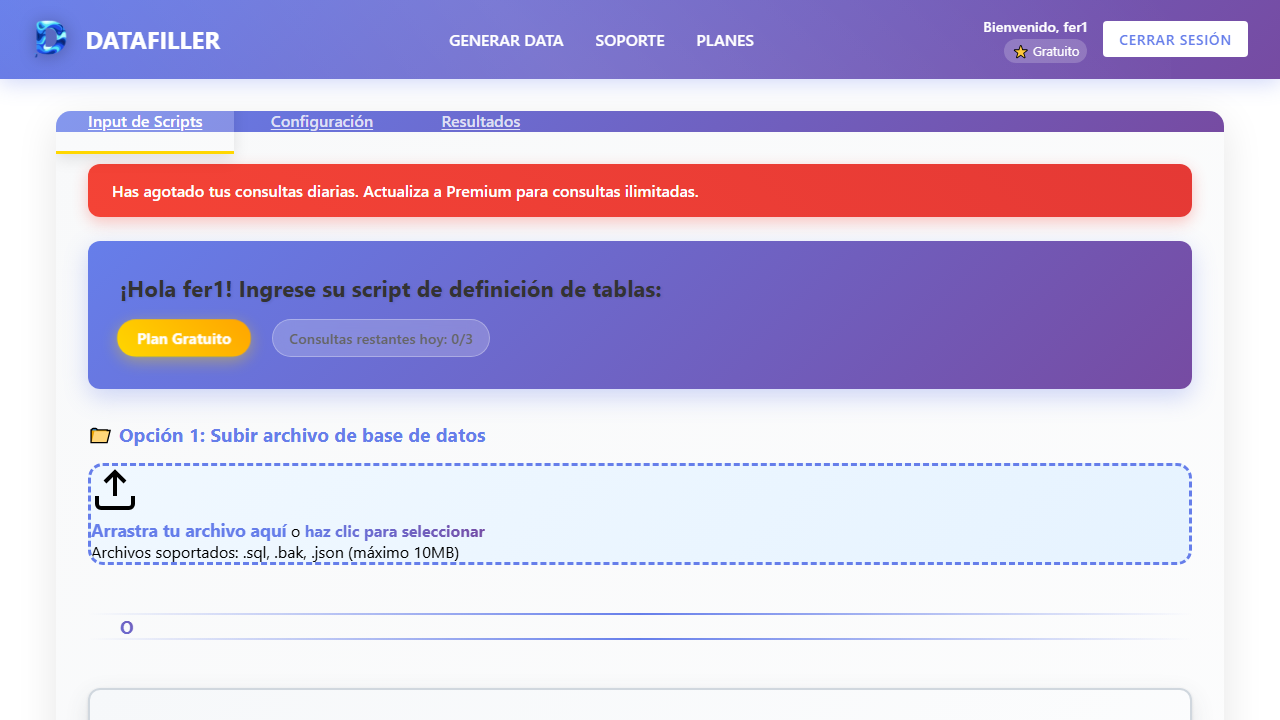 DATAFILLER
GENERAR DATA
SOPORTE
PLANES
Bienvenido, fer1
Gratuito
CERRAR SESIÓN
Input de Scripts
Configuración
Resultados
Has agotado tus consultas diarias. Actualiza a Premium para consultas ilimitadas.
¡Hola fer1! Ingrese su script de definición de tablas:
Plan Gratuito
Consultas restantes hoy: 0/3
Opción 1: Subir archivo de base de datos
Arrastra tu archivo aquí o haz clic para seleccionar
Archivos soportados: .sql, .bak, .json (máximo 10MB)
O